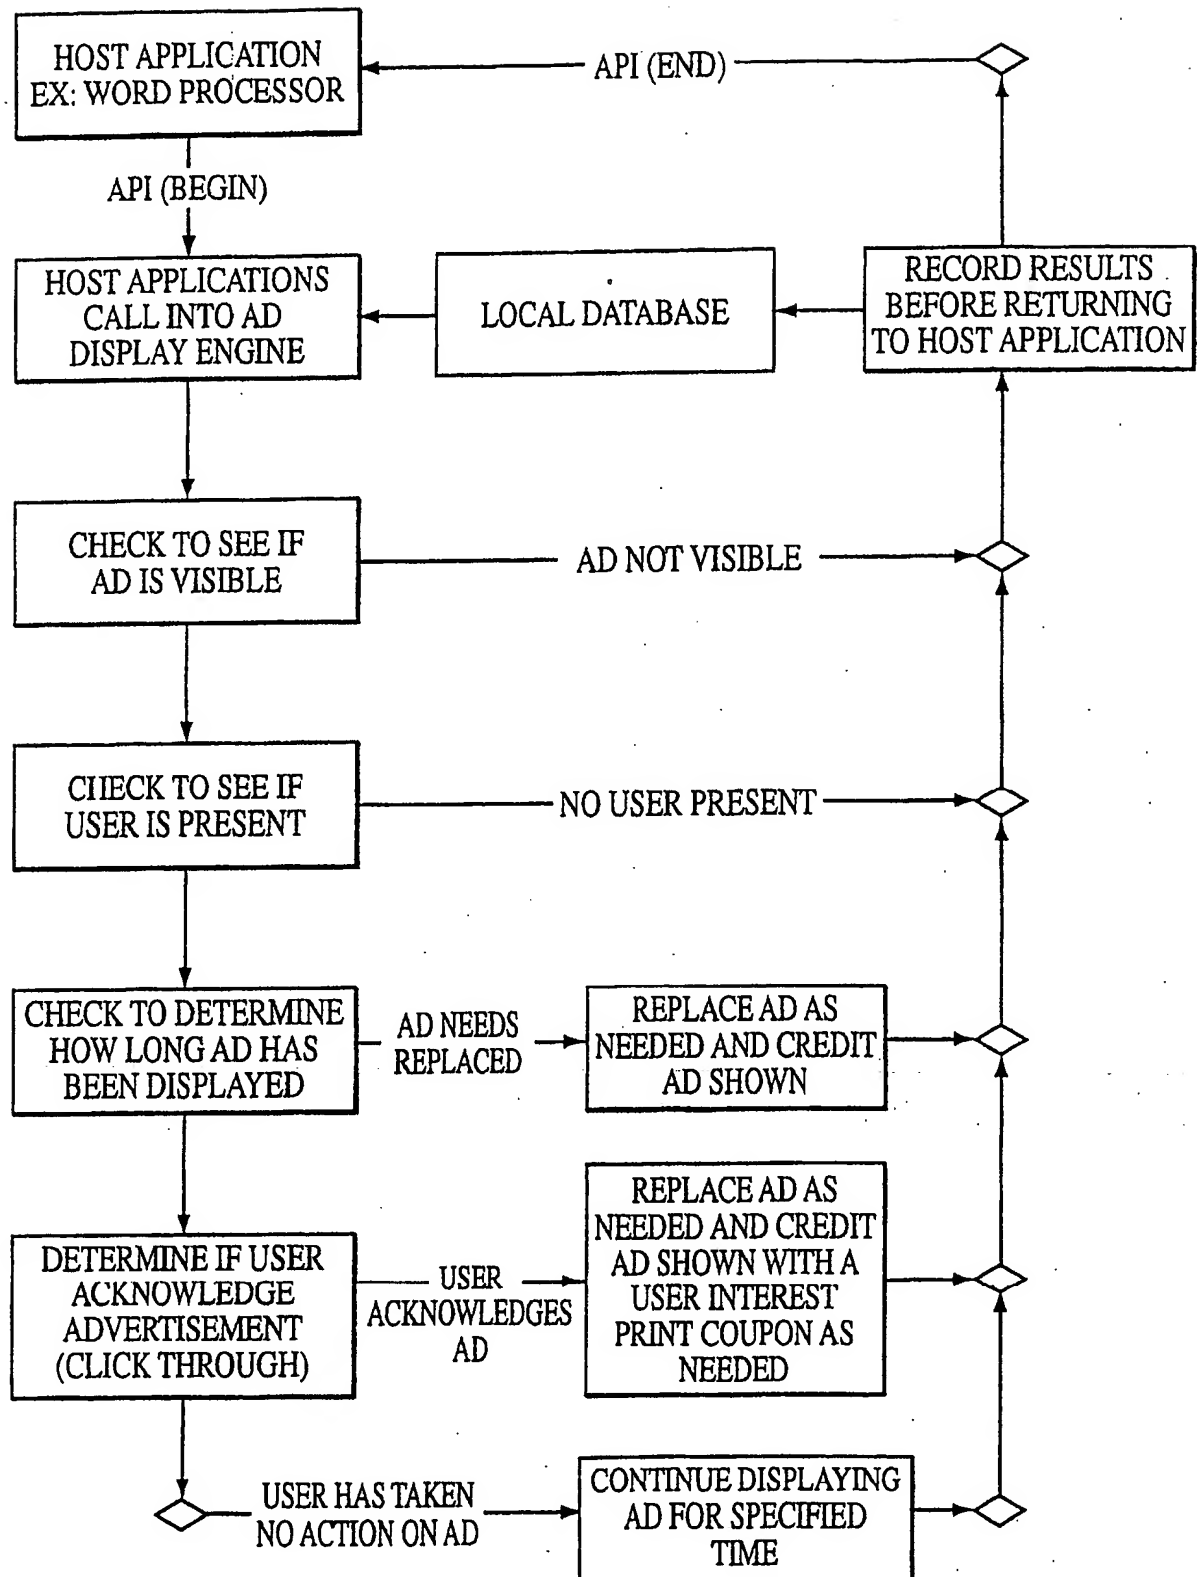 HOST APPLICATION
EX: WORD PROCESSOR
API (END)
API (BEGIN)
HOST APPLICATIONS
CALL INTO AD
DISPLAY ENGINE
LOCAL DATABASE
RECORD RESULTS
BEFORE RETURNING
TO HOST APPLICATION
CHECK TO SEE IF
AD IS VISIBLE
AD NOT VISIBLE
CHECK TO SEE IF
USER IS PRESENT
NO USER PRESENT
CHECK TO DETERMINE
HOW LONG AD HAS
BEEN DISPLAYED
AD NEEDS
REPLACED
REPLACE AD AS
NEEDED AND CREDIT
AD SHOWN
DETERMINE IF USER
ACKNOWLEDGE
ADVERTISEMENT
(CLICK THROUGH)
USER
ACKNOWLEDGES
AD
REPLACE AD AS
NEEDED AND CREDIT
AD SHOWN WITH A
USER INTEREST
PRINT COUPON AS
NEEDED
USER HAS TAKEN
NO ACTION ON AD
CONTINUE DISPLAYING
AD FOR SPECIFIED
TIME